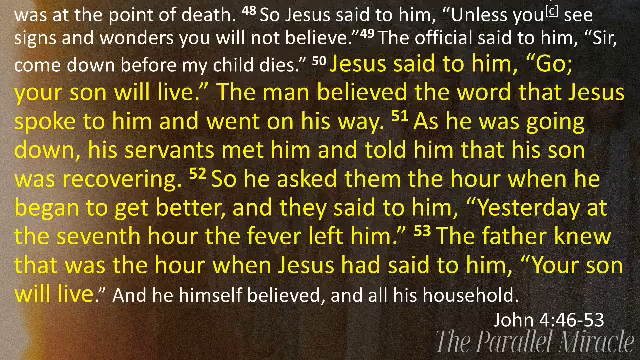 was at the point of death. 48 So Jesus said to him, “Unless you[c] see
signs and wonders you will not believe.”49 The official said to him, “Sir,
come down before my child dies.” 50 Jesus said to him, “Go;
your son will live.” The man believed the word that Jesus
spoke to him and went on his way. 51 As he was going
down, his servants met him and told him that his son
was recovering. 52 So he asked them the hour when he
began to get better, and they said to him, “Yesterday at
the seventh hour the fever left him.” 53 The father knew
that was the hour when Jesus had said to him, “Your son
will live.” And he himself believed, and all his household.
John 4:46-53
The Parallel Miracle